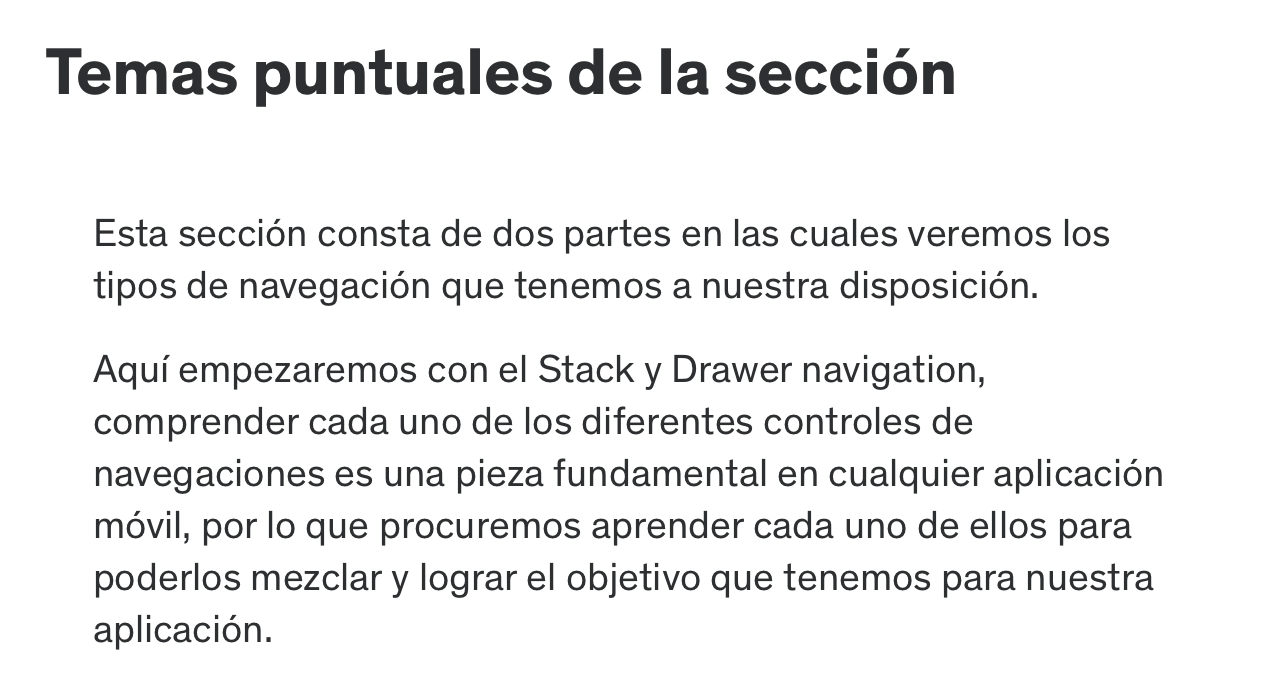 Temas puntuales de la sección
Esta sección consta de dos partes en las cuales veremos los
tipos de navegación que tenemos a nuestra disposición.
Aquí empezaremos con el Stack y Drawer navigation,
comprender cada uno de los diferentes controles de
navegaciones es una pieza fundamental en cualquier aplicación
móvil, por lo que procuremos aprender cada uno de ellos para
poderlos mezclar y lograr el objetivo que tenemos para nuestra
aplicación.